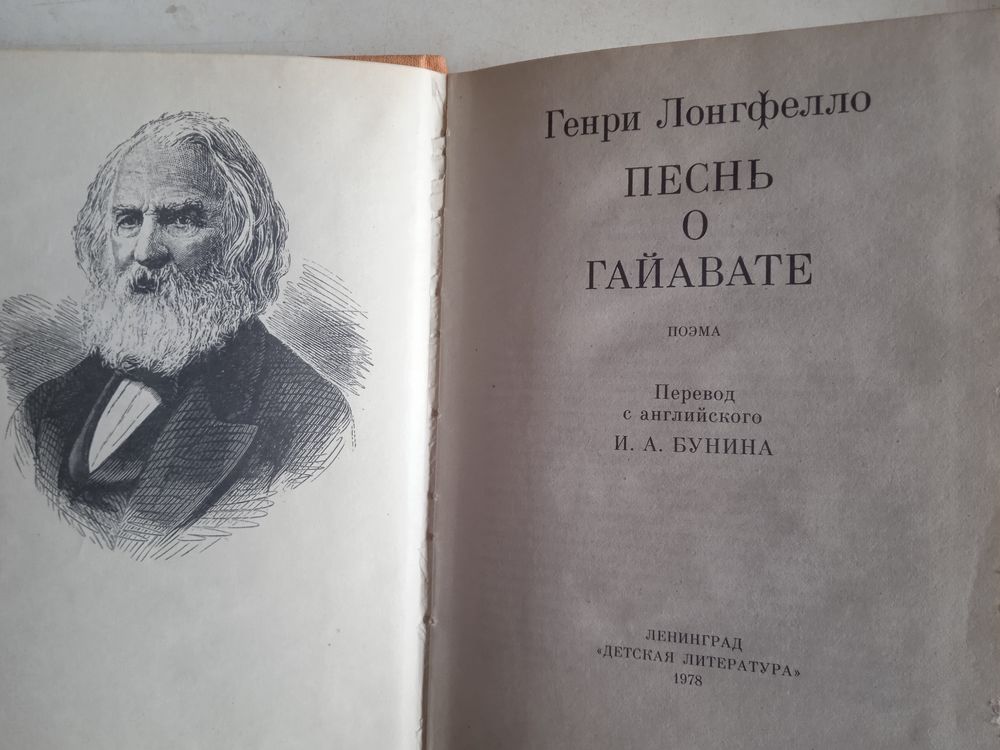 Генри Лонгфелло
ПЕСНЬ
О
ГАЙАВАТЕ
ПОЭМА
Перевод
с английского
И. А. БУНИНА
ЛЕНИНГРАД
«ДЕТСКАЯ ЛИТЕРАТУРА»
1978